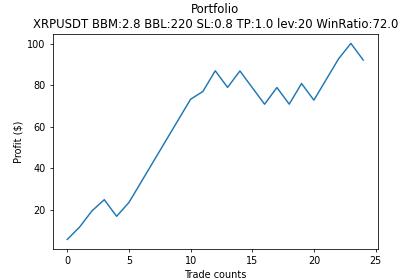 Portfolio
XRPUSDT BBM:2.8 BBL:220 SL:0.8 TP:1.0 lev:20 WinRatio:72.0
100
80
60
40
20
Profit ($)
0 5 10 15 20 25
Trade counts